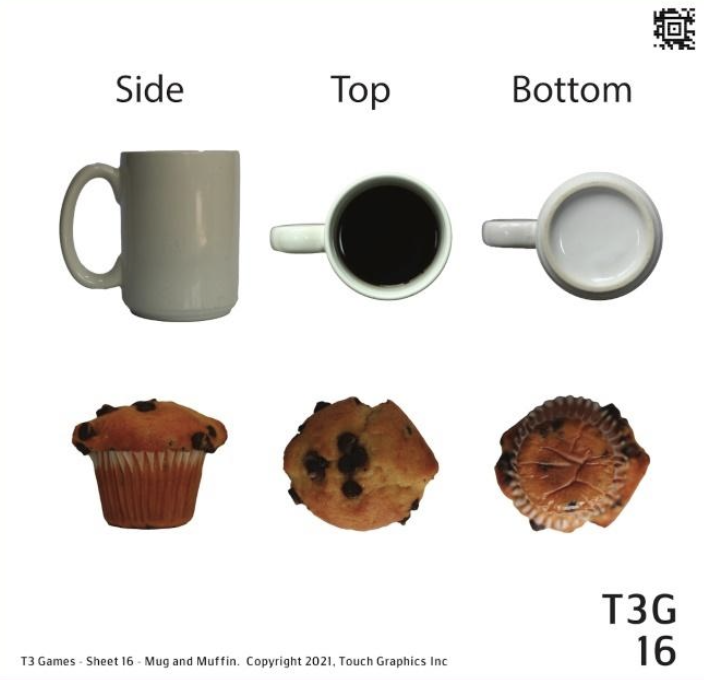 Side Top Bottom
T3G
16
T3 Games - Sheet 16 - Mug and Muffin. Copyright 2021, Touch Graphics Inc